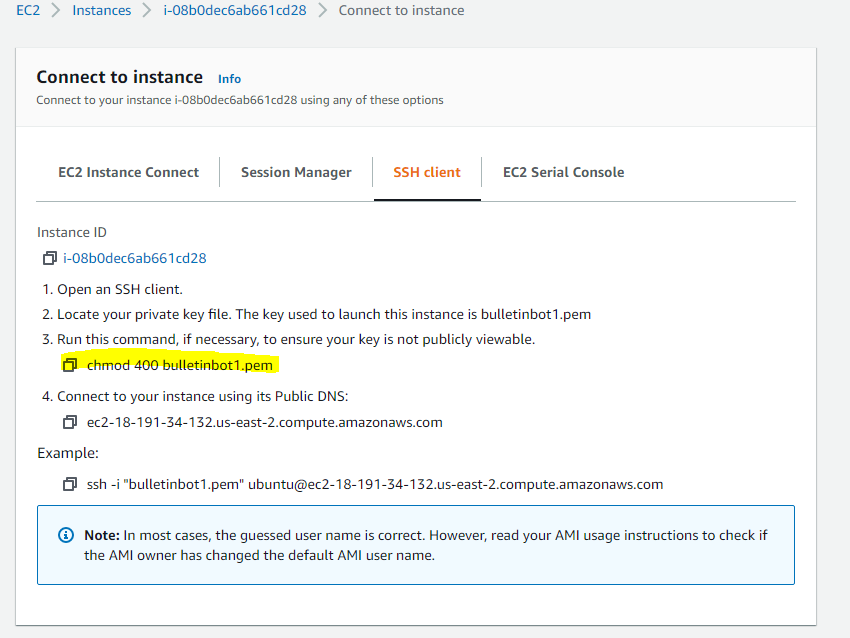 EC2 > Instances > i-08b0dec6ab661cd28 > Connect to instance
Connect to instance Info
Connect to your instance i-08b0dec6ab661cd28 using any of these options
EC2 Instance Connect Session Manager SSH client EC2 Serial Console
Instance ID
i-08b0dec6ab661cd28
1. Open an SSH client.
2. Locate your private key file. The key used to launch this instance is bulletinbot1.pem
3. Run this command, if necessary, to ensure your key is not publicly viewable.
chmod 400 bulletinbot1.pem
4. Connect to your instance using its Public DNS:
ec2-18-191-34-132.us-east-2.compute.amazonaws.com
Example:
ssh -i "bulletinbot1.pem" ubuntu@ec2-18-191-34-132.us-east-2.compute.amazonaws.com
Note: In most cases, the guessed user name is correct. However, read your AMI usage instructions to check if
the AMI owner has changed the default AMI user name.